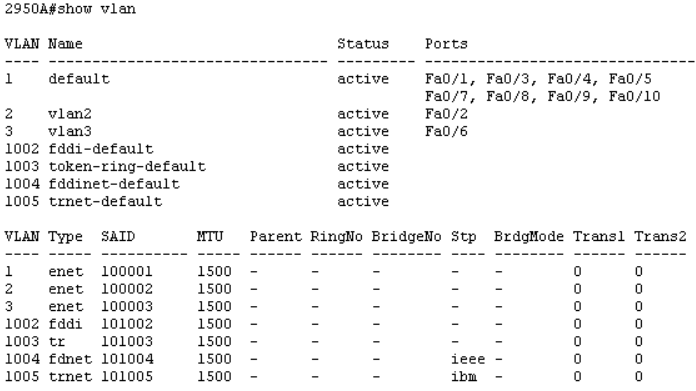 2950A#show vlan
VLAN Name Status Ports
---- -------------------------------- --------- -------------------------------
1 default active Fa0/1, Fa0/3, Fa0/4, Fa0/5
Fa0/7, Fa0/8, Fa0/9, Fa0/10
2 vlan2 active Fa0/2
3 vlan3 active Fa0/6
1002 fddi-default active
1003 token-ring-default active
1004 fddinet-default active
1005 trnet-default active
VLAN Type SAID MTU Parent RingNo BridgeNo Stp BrdgMode Trans1 Trans2
---- ----- ---------- ----- ------ ------ -------- ---- -------- ------ ------
1 enet 100001 1500 - - - - - 0 0
2 enet 100002 1500 - - - - - 0 0
3 enet 100003 1500 - - - - - 0 0
1002 fddi 101002 1500 - - - - - 0 0
1003 tr 101003 1500 - - - - - 0 0
1004 fdnet 101004 1500 - - - ieee - 0 0
1005 trnet 101005 1500 - - - ibm - 0 0